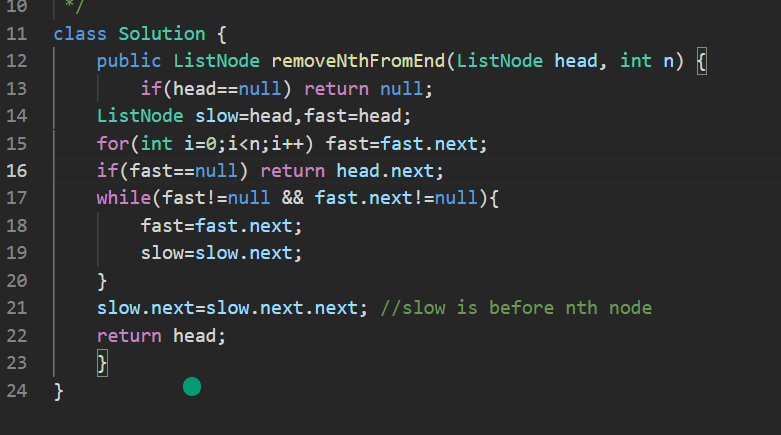 10  */
11 class Solution {
12     public ListNode removeNthFromEnd(ListNode head, int n) {
13         if(head==null) return null;
14     ListNode slow=head,fast=head;
15     for(int i=0;i<n;i++) fast=fast.next;
16     if(fast==null) return head.next;
17     while(fast!=null && fast.next!=null){
18         fast=fast.next;
19         slow=slow.next;
20     }
21     slow.next=slow.next.next; //slow is before nth node
22     return head;
23     }
24 }